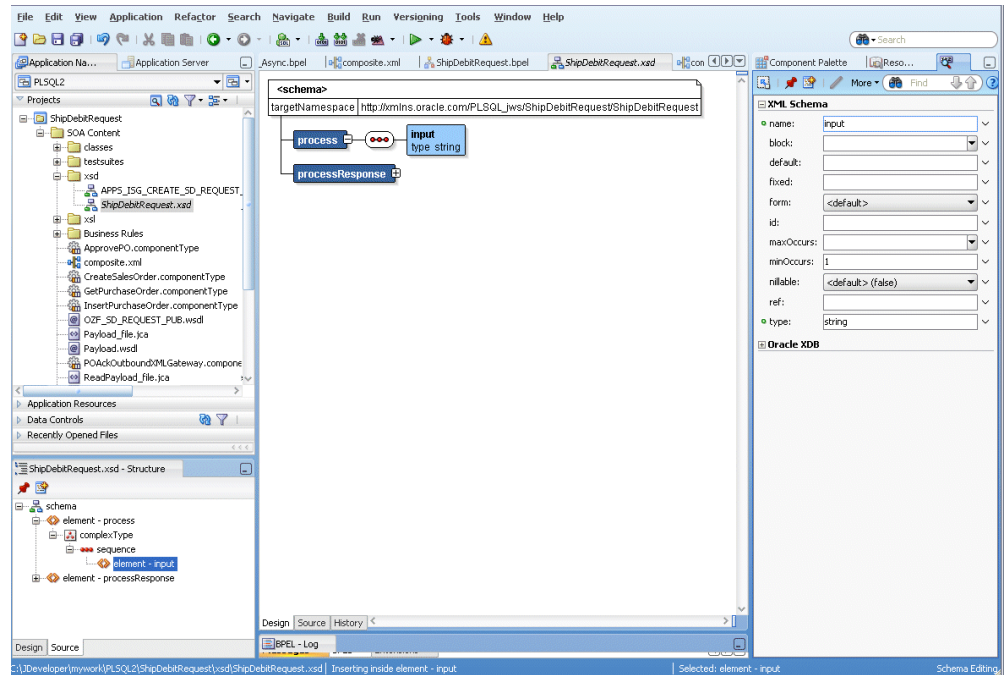 File Edit View Application Refactor Search Navigate Build Run Versioning Tools Window Help
Search
Application Na... Application Server
_Async.bpel composite.xml ShipDebitRequest.bpel ShipDebitRequest.xsd con
Component Palette Reso...
PLSQL2
Projects
ShipDebitRequest
SOA Content
classes
testsuites
xsd
APPS_ISG_CREATE_SD_REQUEST_
ShipDebitRequest.xsd
xsl
Business Rules
ApprovePO.componentType
composite.xml
CreateSalesOrder.componentType
GetPurchaseOrder.componentType
InsertPurchaseOrder.componentType
OZF_SD_REQUEST_PUB.wsdl
Payload_file.jca
Payload.wsdl
POAckOutboundXMLGateway.compone
ReadPayload_file.jca
Application Resources
Data Controls
Recently Opened Files
ShipDebitRequest.xsd - Structure
schema
element - process
complexType
sequence
element - input
element - processResponse
Design Source
<schema>
targetNamespace http://xmlns.oracle.com/PLSQL_jws/ShipDebitRequest/ShipDebitRequest
process
input
type string
processResponse
Design Source History
BPEL - Log
More Find
XML Schema
name: input
block:
default:
fixed:
form: <default>
id:
maxOccurs:
minOccurs: 1
nillable: <default> (false)
ref:
type: string
Oracle XDB
C:\JDeveloper\mywork\PLSQL2\ShipDebitRequest\xsd\ShipDebitRequest.xsd Inserting inside element - input Selected: element - input Schema Editing